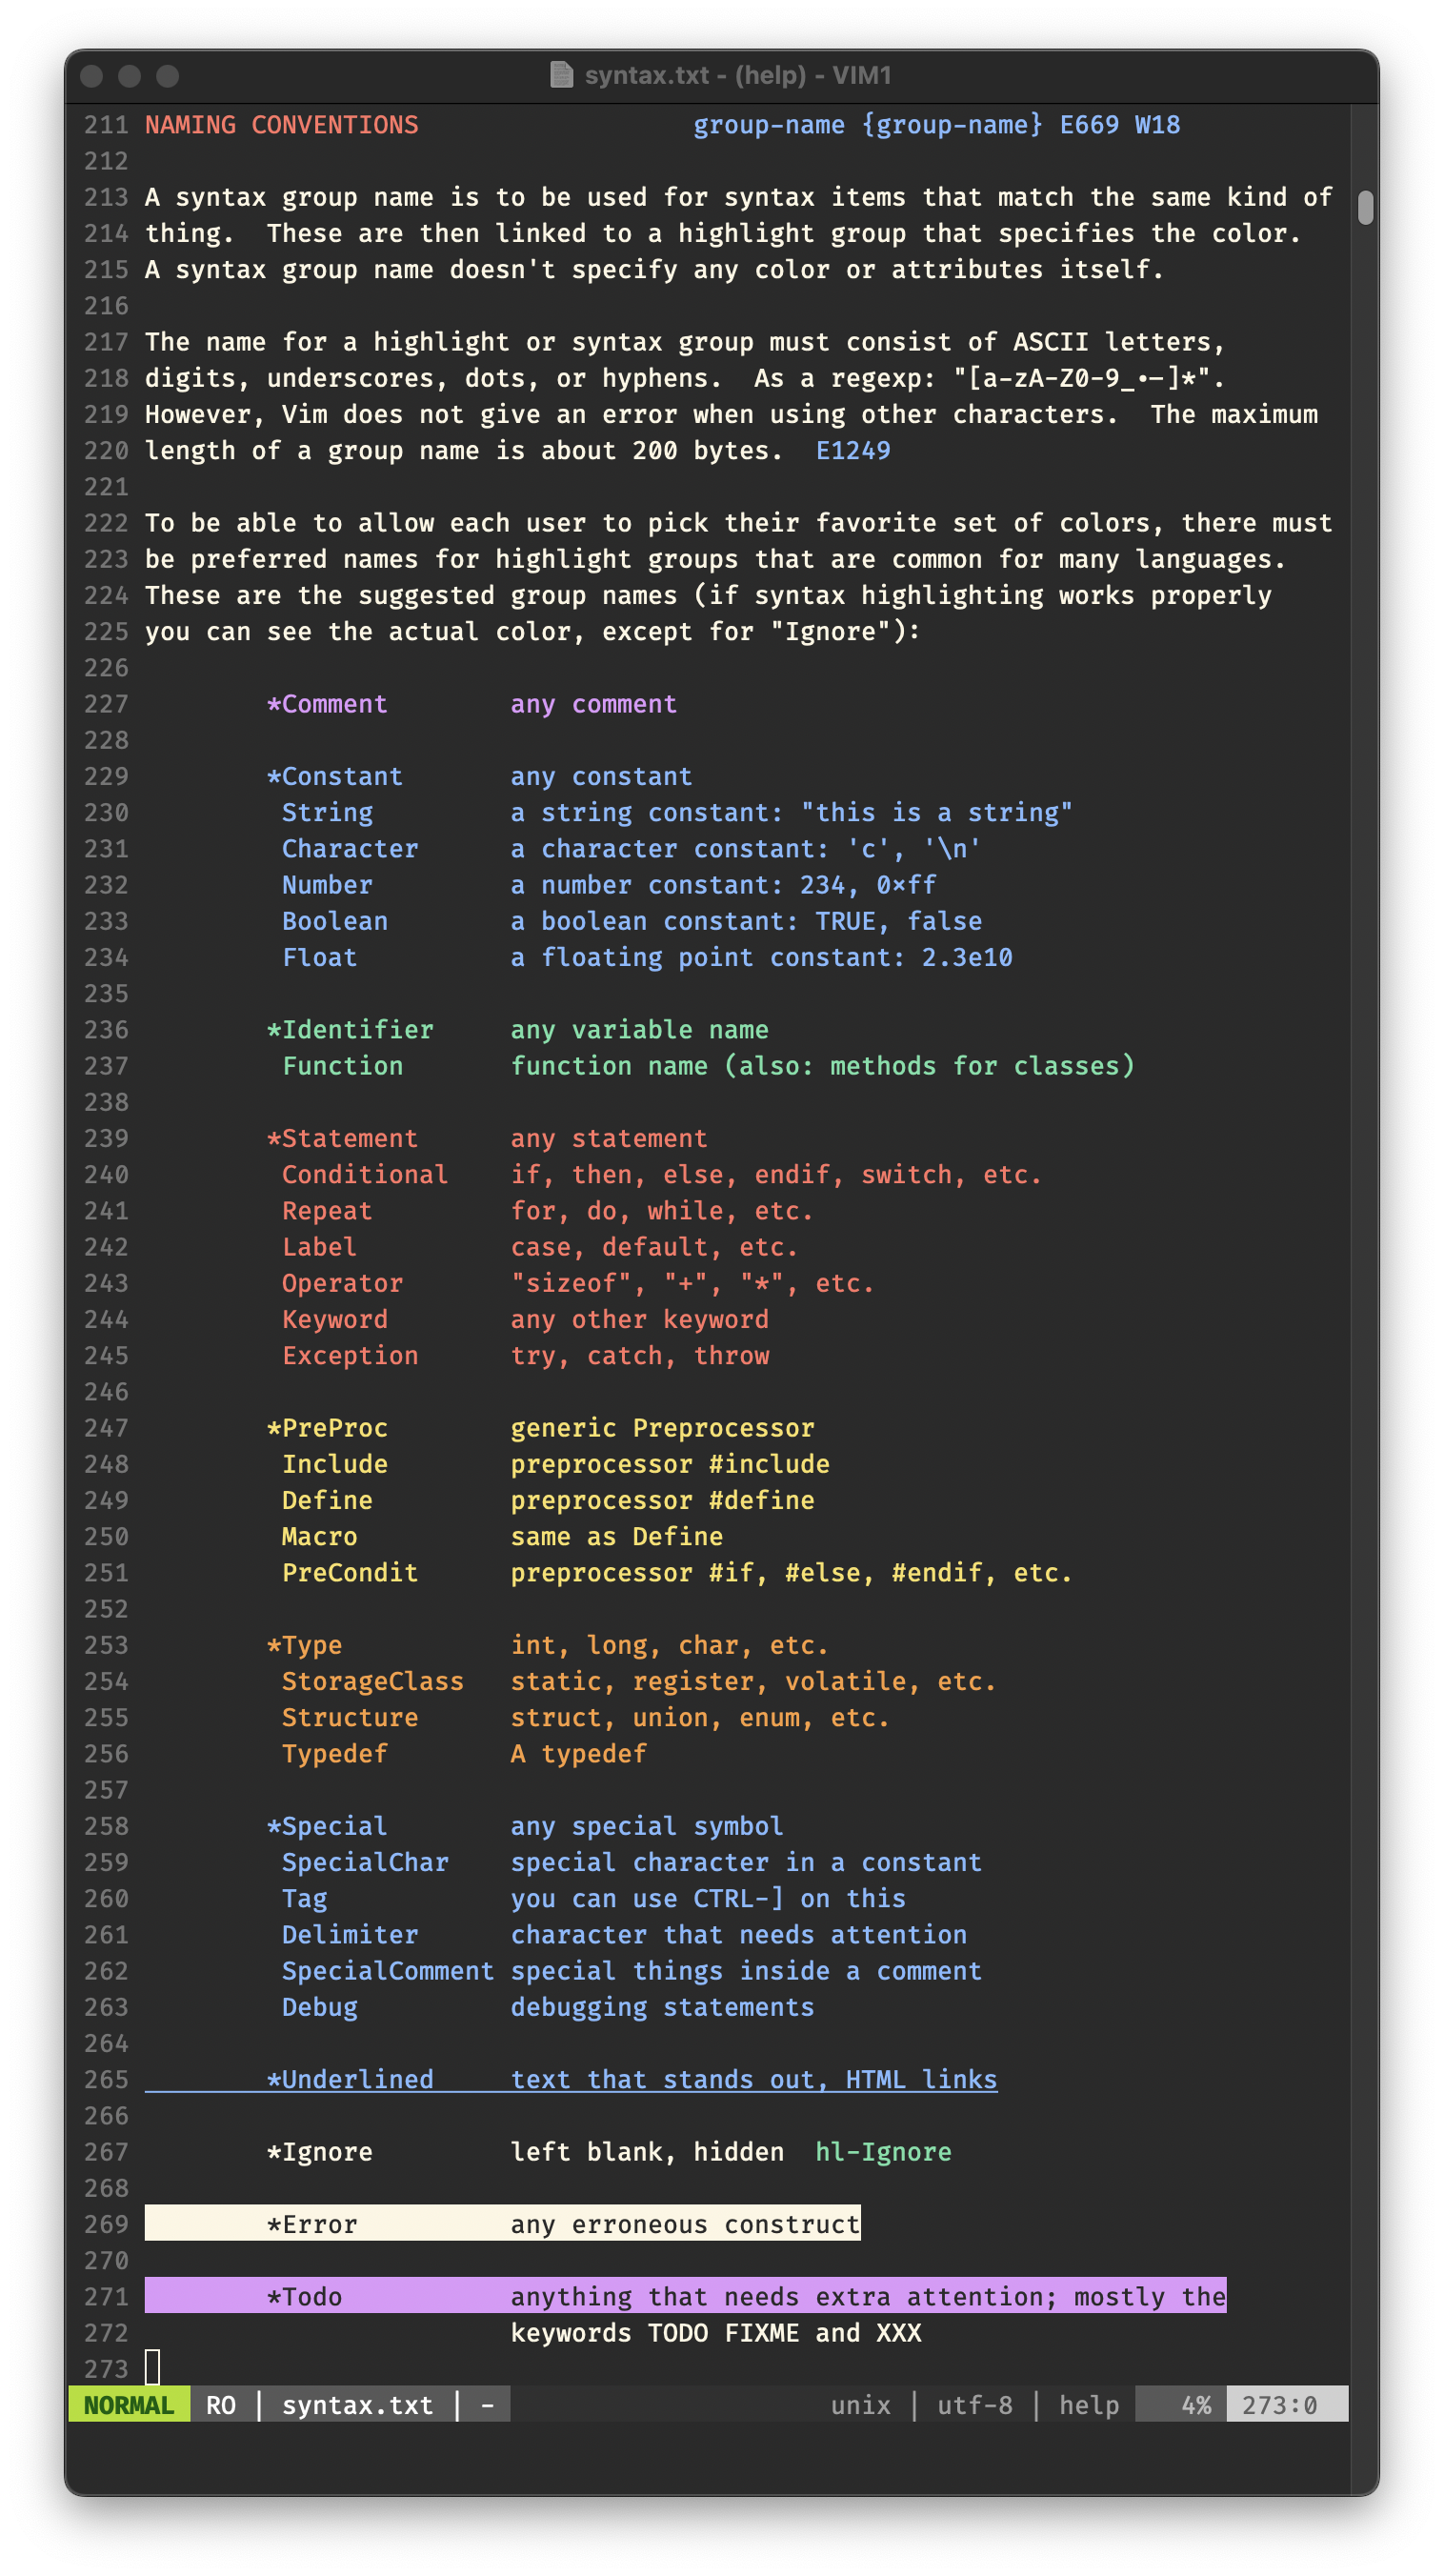 syntax.txt - (help) - VIM1
211 NAMING CONVENTIONS                  group-name {group-name} E669 W18
212
213 A syntax group name is to be used for syntax items that match the same kind of
214 thing.  These are then linked to a highlight group that specifies the color.
215 A syntax group name doesn't specify any color or attributes itself.
216
217 The name for a highlight or syntax group must consist of ASCII letters,
218 digits, underscores, dots, or hyphens.  As a regexp: "[a-zA-Z0-9_.-]*".
219 However, Vim does not give an error when using other characters.  The maximum
220 length of a group name is about 200 bytes.  E1249
221
222 To be able to allow each user to pick their favorite set of colors, there must
223 be preferred names for highlight groups that are common for many languages.
224 These are the suggested group names (if syntax highlighting works properly
225 you can see the actual color, except for "Ignore"):
226
227         *Comment        any comment
228
229         *Constant       any constant
230          String         a string constant: "this is a string"
231          Character      a character constant: 'c', '\n'
232          Number         a number constant: 234, 0xff
233          Boolean        a boolean constant: TRUE, false
234          Float          a floating point constant: 2.3e10
235
236         *Identifier     any variable name
237          Function       function name (also: methods for classes)
238
239         *Statement      any statement
240          Conditional    if, then, else, endif, switch, etc.
241          Repeat         for, do, while, etc.
242          Label          case, default, etc.
243          Operator       "sizeof", "+", "*", etc.
244          Keyword        any other keyword
245          Exception      try, catch, throw
246
247         *PreProc        generic Preprocessor
248          Include        preprocessor #include
249          Define         preprocessor #define
250          Macro          same as Define
251          PreCondit      preprocessor #if, #else, #endif, etc.
252
253         *Type           int, long, char, etc.
254          StorageClass   static, register, volatile, etc.
255          Structure      struct, union, enum, etc.
256          Typedef        A typedef
257
258         *Special        any special symbol
259          SpecialChar    special character in a constant
260          Tag            you can use CTRL-] on this
261          Delimiter      character that needs attention
262          SpecialComment special things inside a comment
263          Debug          debugging statements
264
265         *Underlined     text that stands out, HTML links
266
267         *Ignore         left blank, hidden  hl-Ignore
268
269         *Error          any erroneous construct
270
271         *Todo           anything that needs extra attention; mostly the
272                         keywords TODO FIXME and XXX
273
NORMAL RO | syntax.txt | -   unix | utf-8 | help   4%   273:0